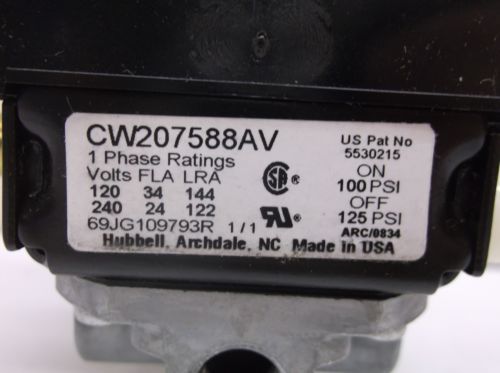 CW207588AV
1 Phase Ratings
Volts FLA LRA
120 34 144
240 24 122
69JG109793R 1/1
Hubbell, Archdale, NC Made in USA
US Pat No
5530215
ON
100 PSI
OFF
125 PSI
ARC/0834